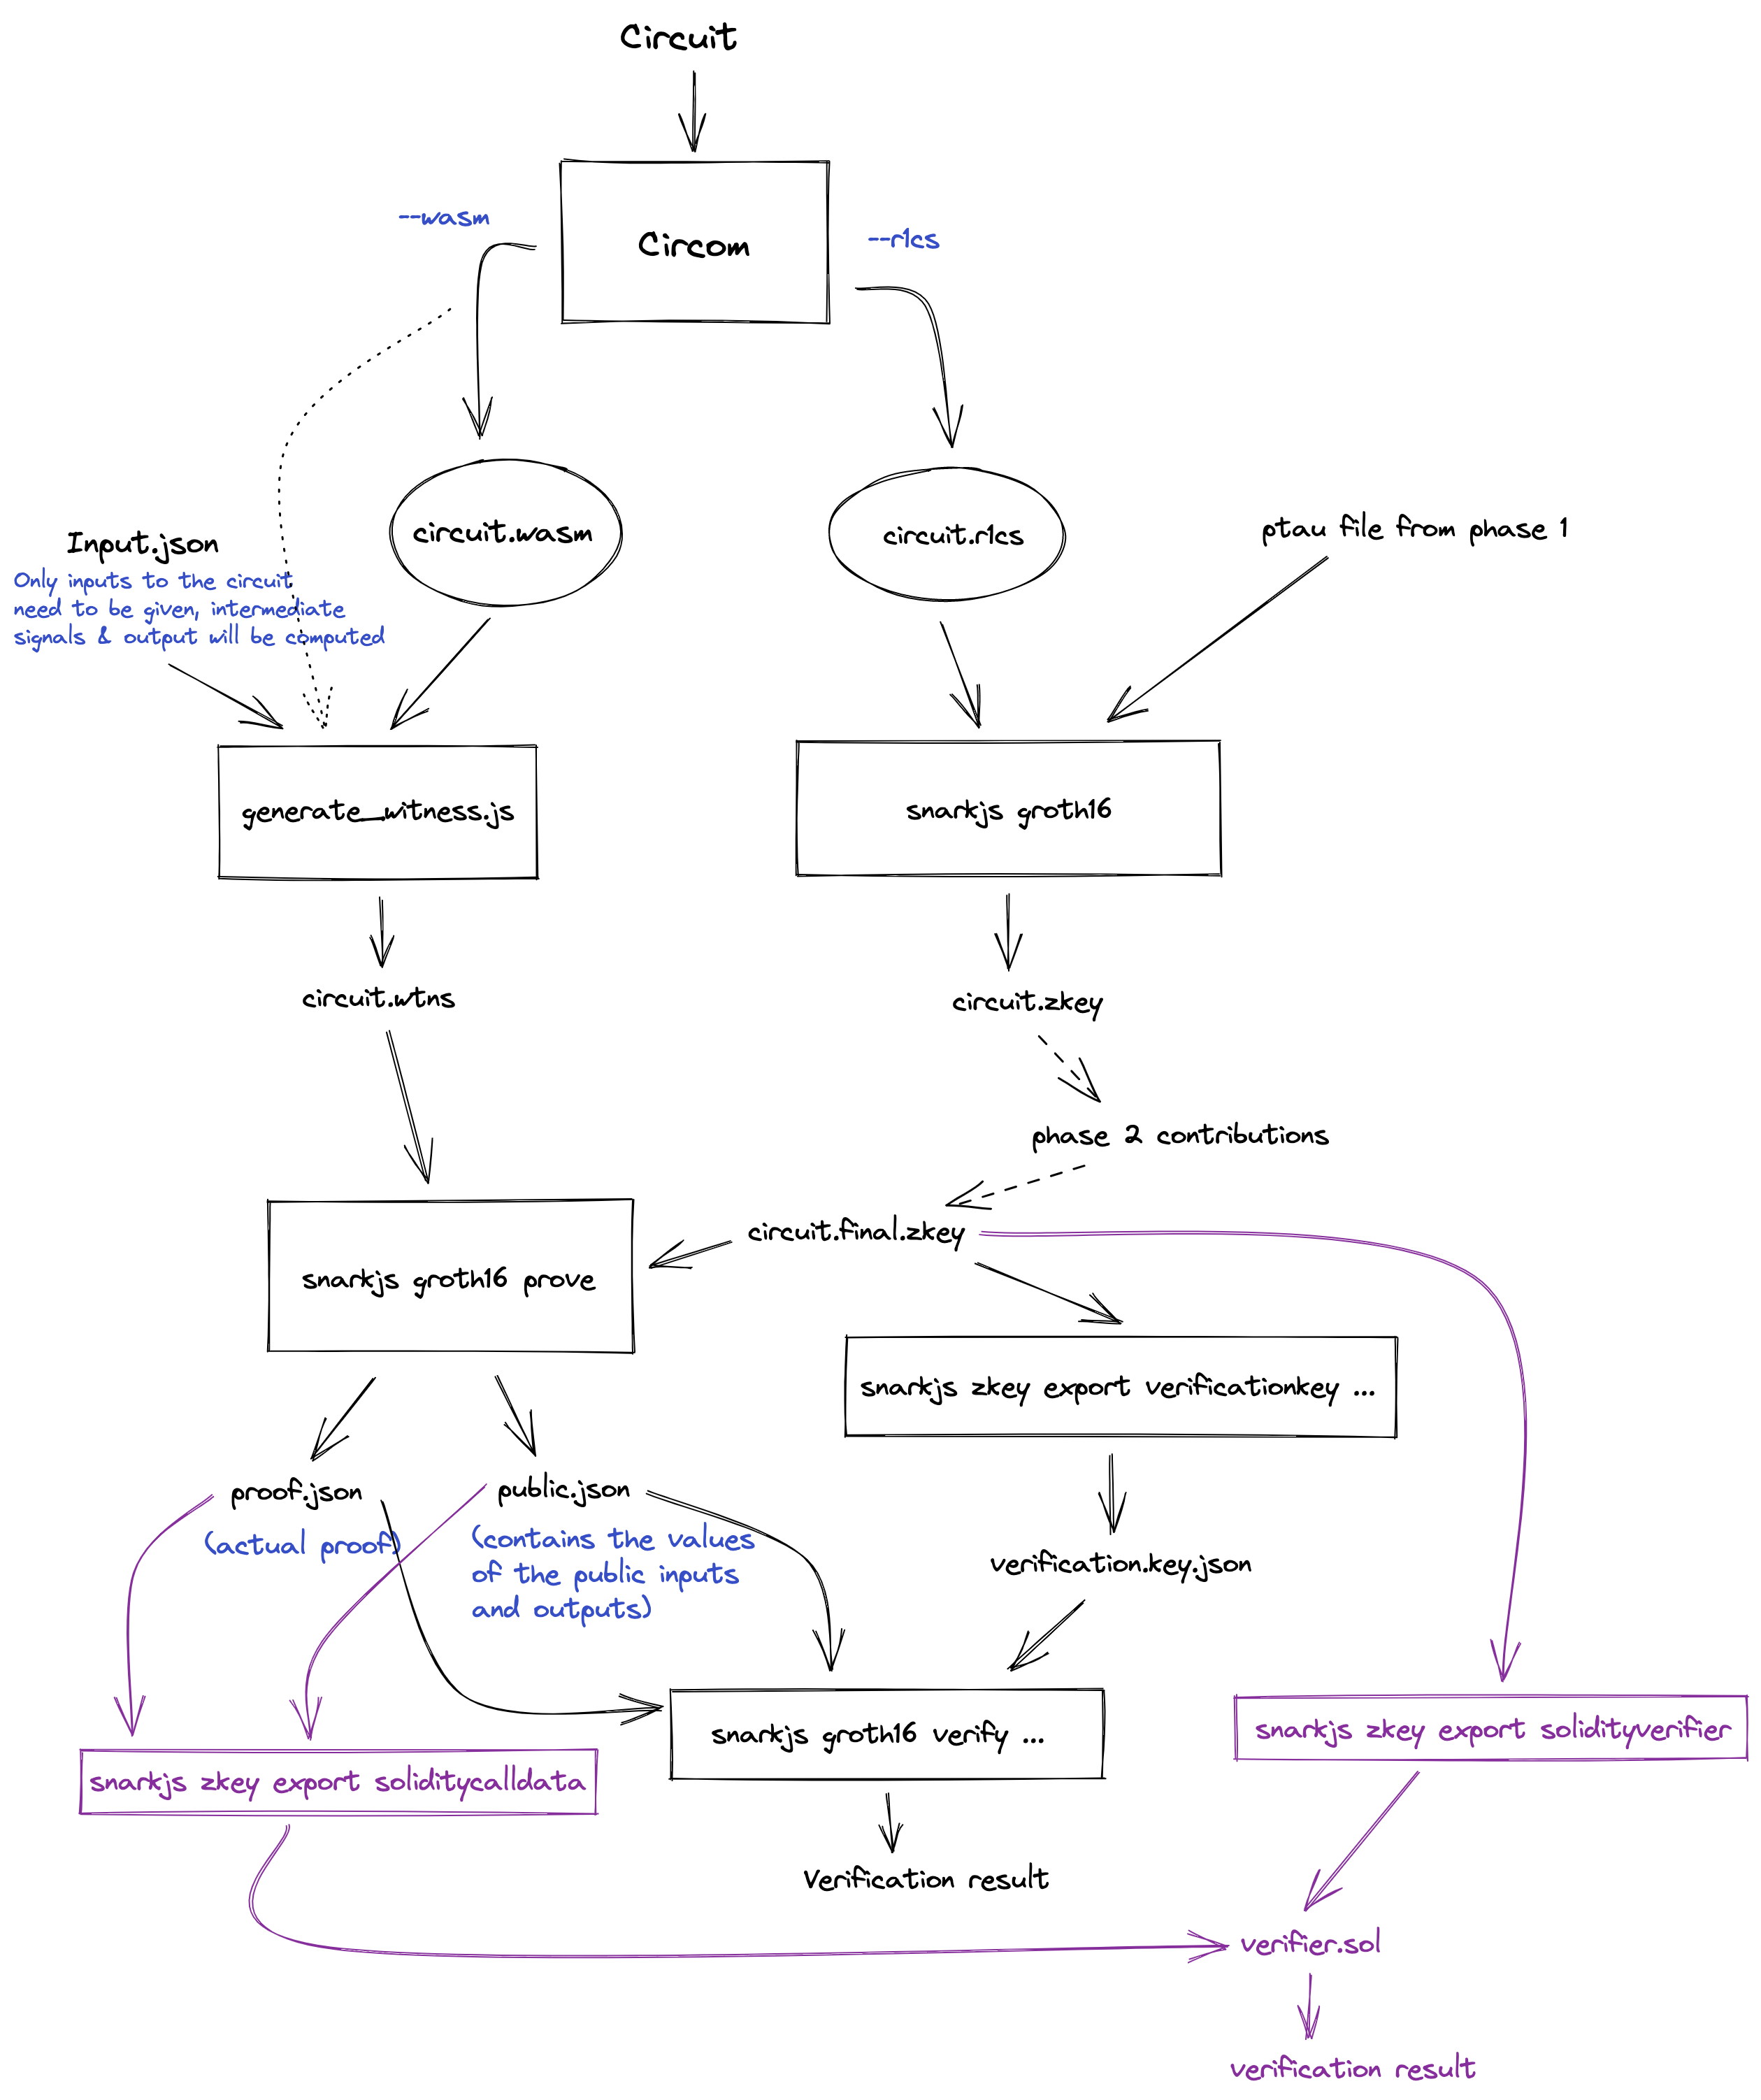 Circuit
--wasm
Circom
--r1cs
Input.json
Only inputs to the circuit
need to be given, intermediate
signals & output will be computed
circuit.wasm
circuit.r1cs
ptau file from phase 1
generate_witness.js
snarkjs groth16
circuit.wtns
circuit.zkey
phase 2 contributions
circuit.final.zkey
snarkjs groth16 prove
snarkjs zkey export verificationkey ...
proof.json
(actual proof)
public.json
(contains the values
of the public inputs
and outputs)
verification.key.json
snarkjs groth16 verify ...
snarkjs zkey export solidityverifier
snarkjs zkey export soliditycalldata
Verification result
verifier.sol
verification result